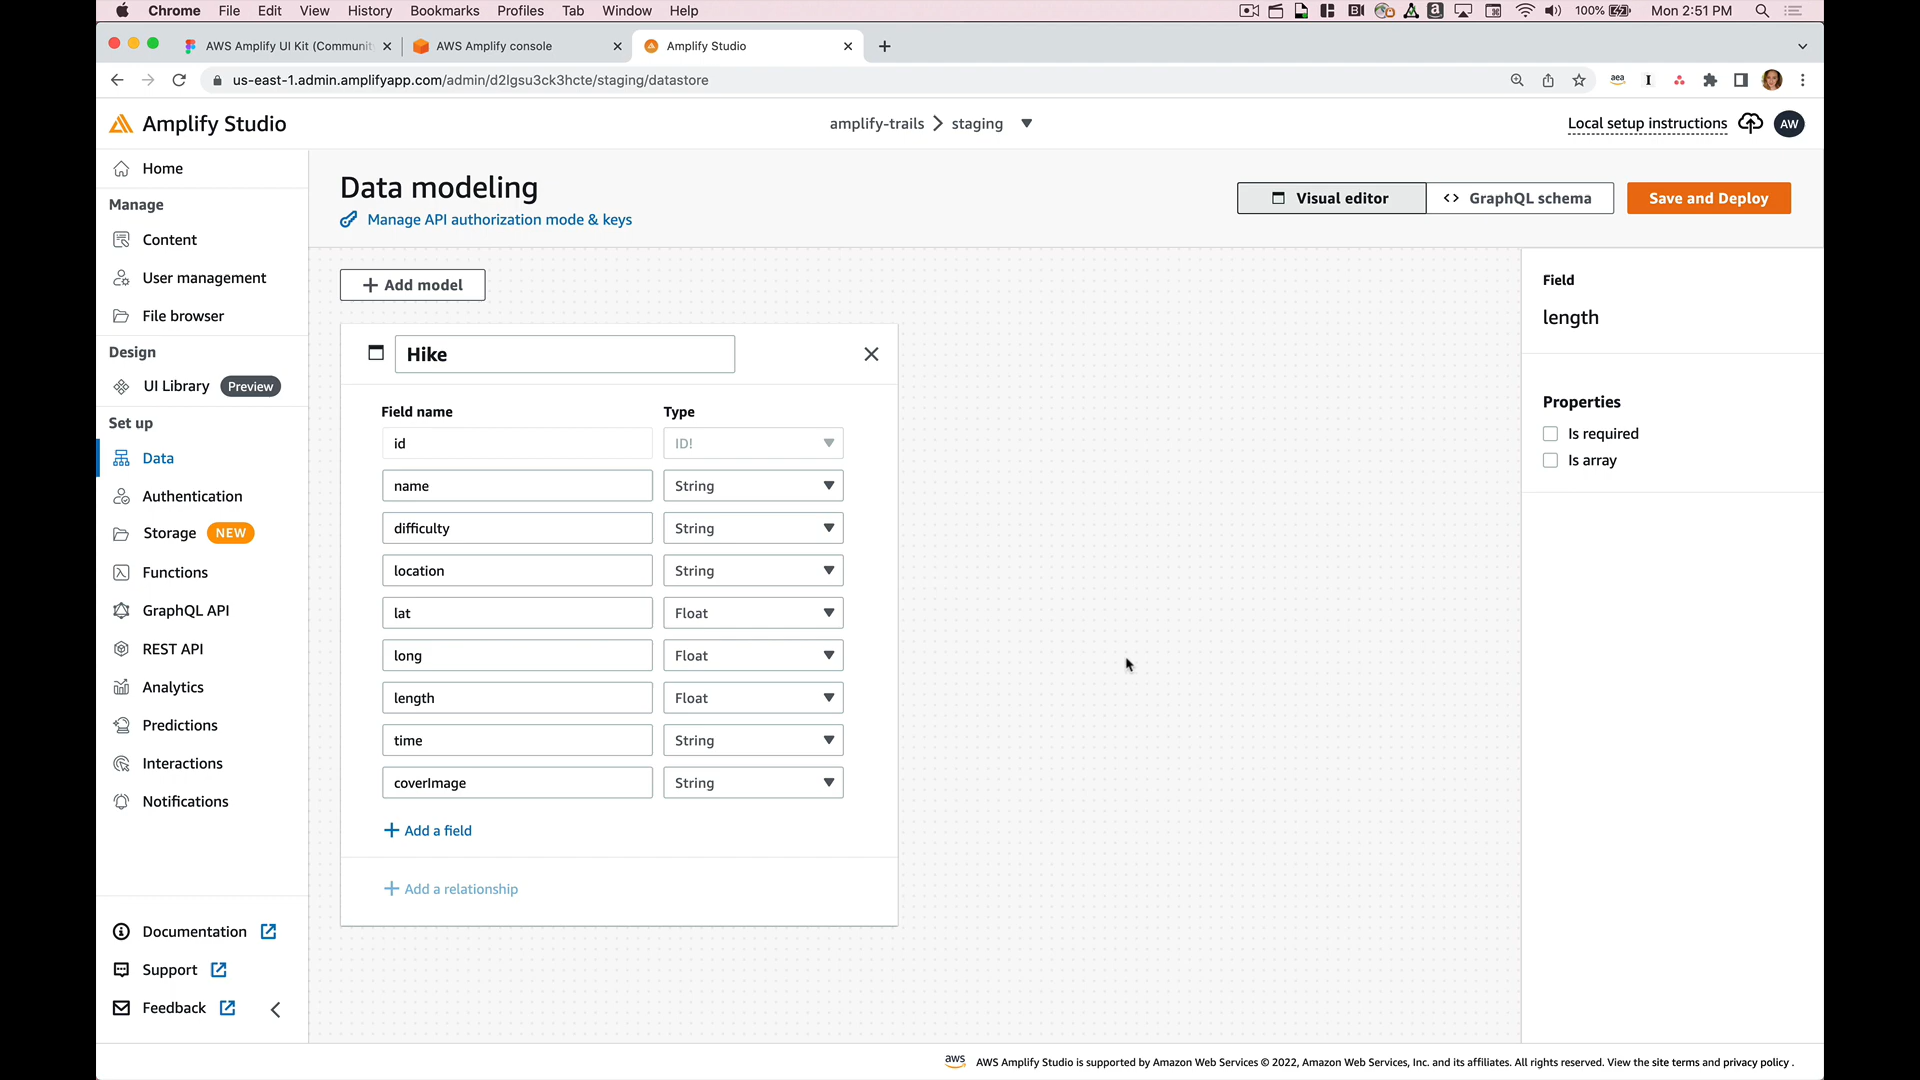 Chrome File Edit View History Bookmarks Profiles Tab Window Help 100% Mon 2:51 PM
AWS Amplify UI Kit (Communit
AWS Amplify console
Amplify Studio
us-east-1.admin.amplifyapp.com/admin/d2lgsu3ck3hcte/staging/datastore
Amplify Studio
amplify-trails > staging
Local setup instructions
AW
Home
Manage
Content
User management
File browser
Design
UI Library Preview
Set up
Data
Authentication
Storage NEW
Functions
GraphQL API
REST API
Analytics
Predictions
Interactions
Notifications
Documentation
Support
Feedback
Data modeling
Manage API authorization mode & keys
Visual editor
<> GraphQL schema
Save and Deploy
+ Add model
Hike
Field name Type
id ID!
name String
difficulty String
location String
lat Float
long Float
length Float
time String
coverImage String
+ Add a field
+ Add a relationship
Field
length
Properties
Is required
Is array
aws AWS Amplify Studio is supported by Amazon Web Services © 2022, Amazon Web Services, Inc. and its affiliates. All rights reserved. View the site terms and privacy policy .